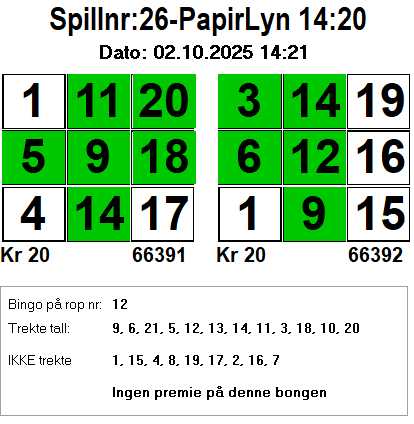 Spillnr:26-PapirLyn 14:20
Dato: 02.10.2025 14:21
1 11 20 3 14 19
5 9 18 6 12 16
4 14 17 1 9 15
Kr 20 66391 Kr 20 66392
Bingo på rop nr: 12
Trekte tall: 9, 6, 21, 5, 12, 13, 14, 11, 3, 18, 10, 20
IKKE trekte 1, 15, 4, 8, 19, 17, 2, 16, 7
Ingen premie på denne bongen